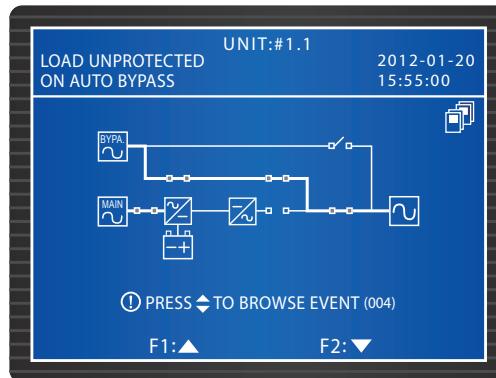 UNIT:#1.1
LOAD UNPROTECTED
ON AUTO BYPASS
2012-01-20
15:55:00
BYPA.
MAIN
PRESS TO BROWSE EVENT (004)
F1: F2: